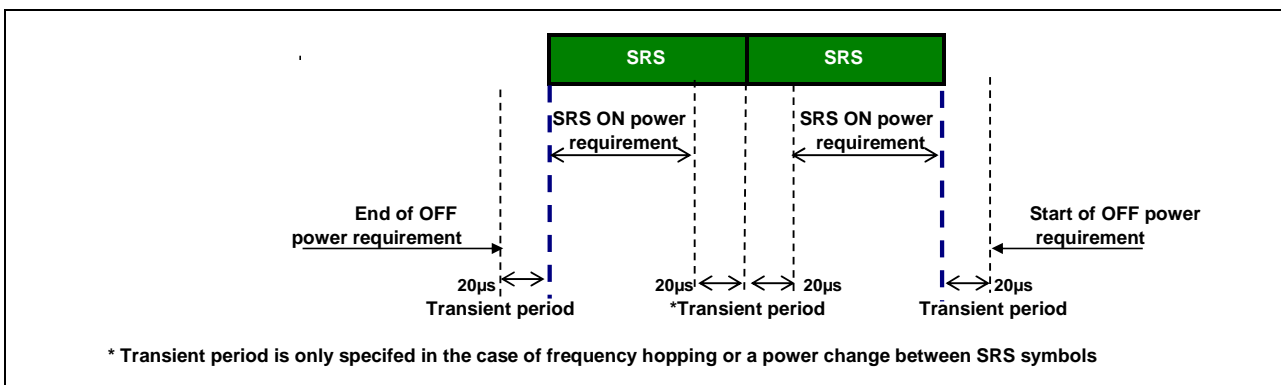 SRS SRS
SRS ON power
requirement
SRS ON power
requirement
End of OFF
power requirement
Start of OFF power
requirement
20µs 20µs 20µs 20µs
Transient period *Transient period Transient period
* Transient period is only specifed in the case of frequency hopping or a power change between SRS symbols